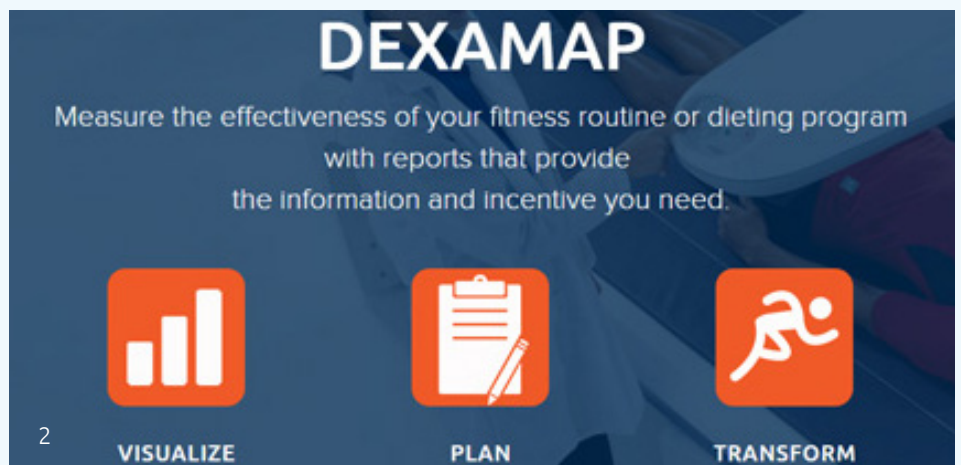 DEXAMAP
Measure the effectiveness of your fitness routine or dieting program
with reports that provide
the information and incentive you need.
2
VISUALIZE
PLAN
TRANSFORM